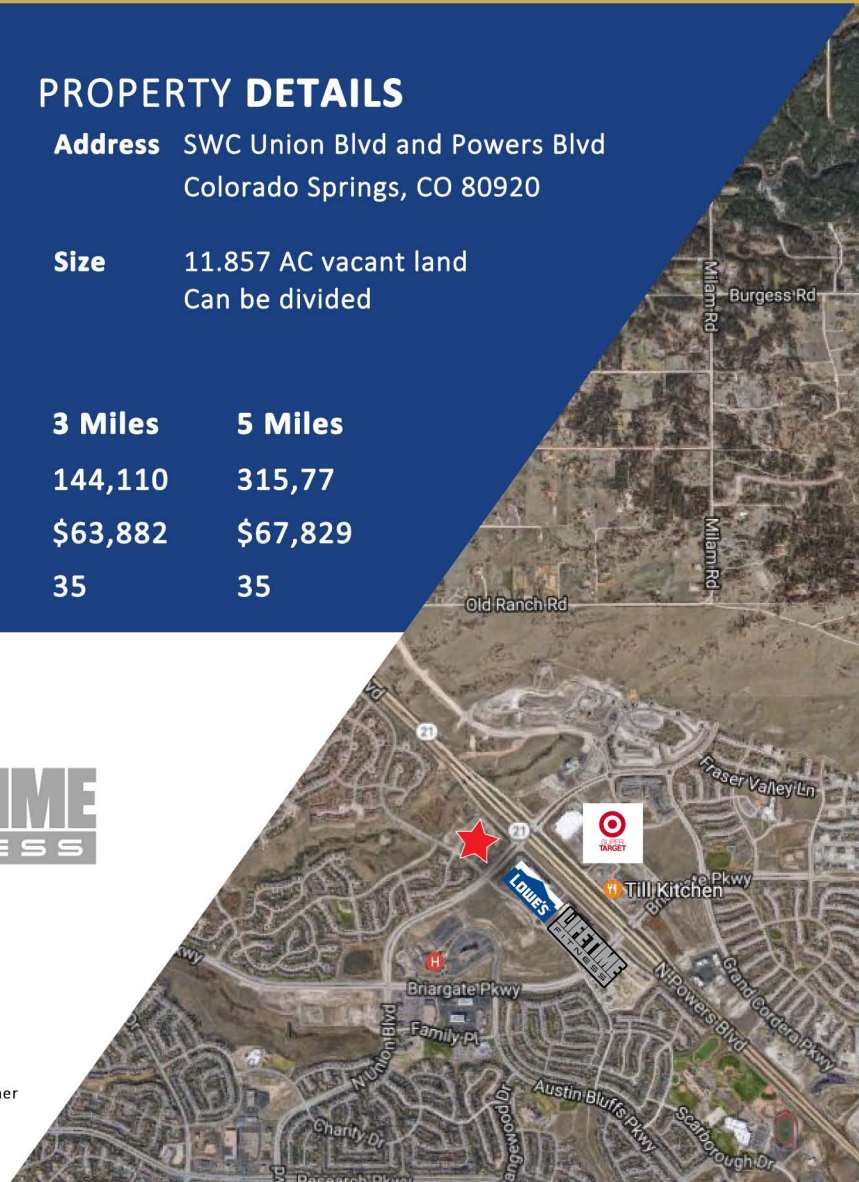 PROPERTY DETAILS
Address SWC Union Blvd and Powers Blvd
Colorado Springs, CO 80920
Size 11.857 AC vacant land
Can be divided
3 Miles 5 Miles
144,110 315,77
$63,882 $67,829
35 35
Milam Rd
Burgess Rd
Milam Rd
Old Ranch Rd
21
Fraser Valley Ln
21
SUPER
TARGET
LOWE'S
Till Kitchen
Pkwy
LIFETIME
FITNESS
H
Briargate Pkwy
N Powers Blvd
Grand Cordera Pkwy
N Union Blvd
Family Pl
Austin Bluffs Pkwy
Scarborough Dr
Charity Dr
Research Pkwy